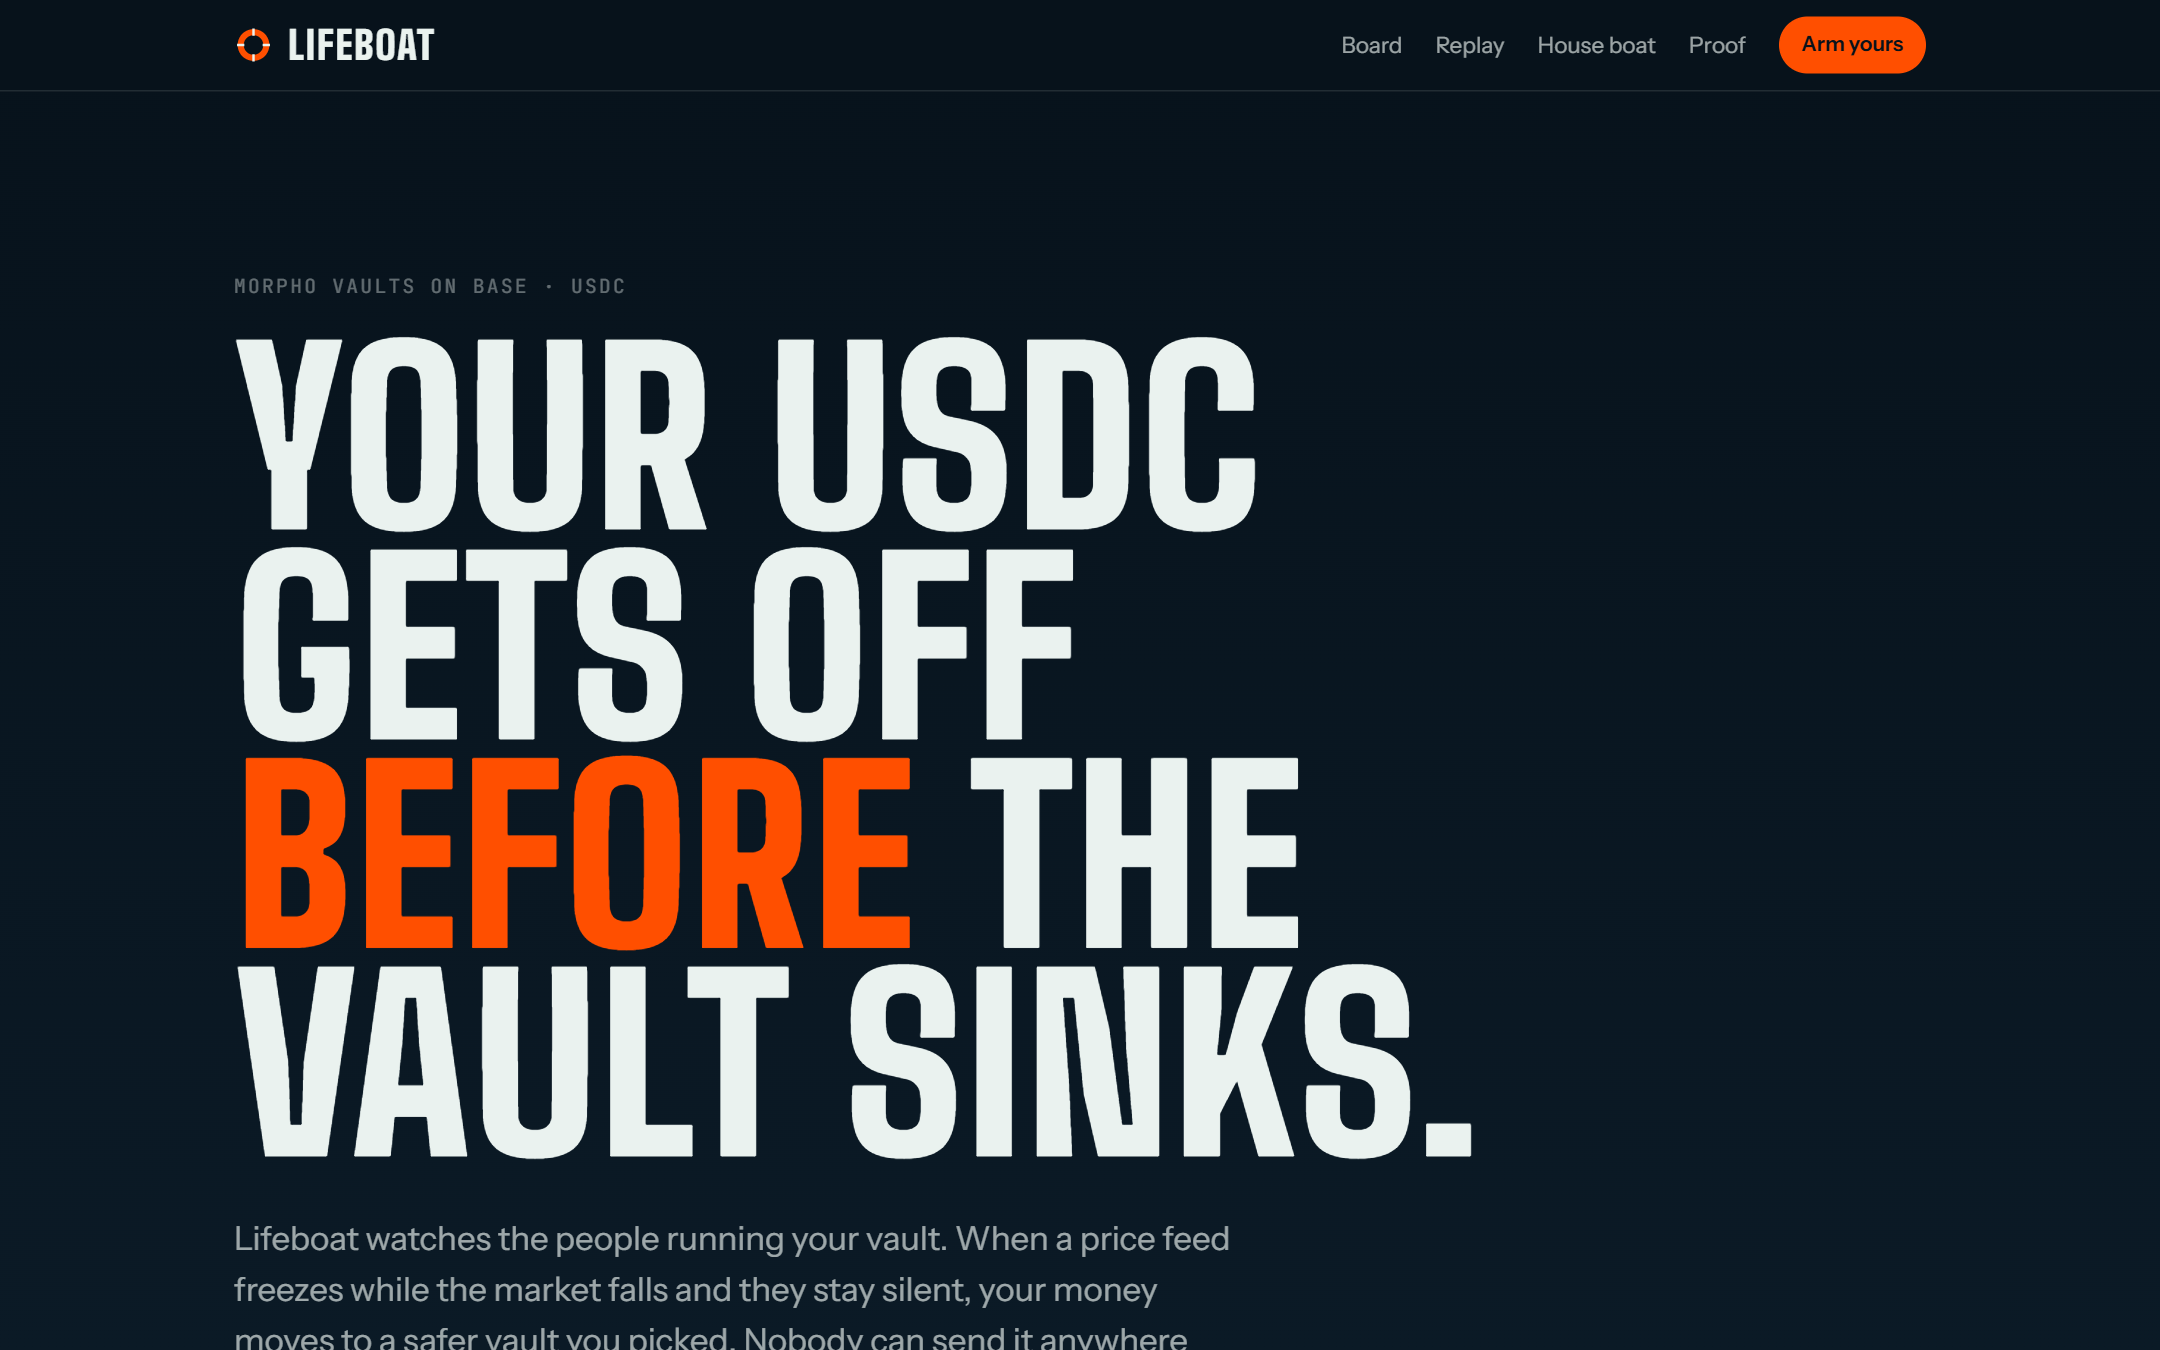 LIFEBOAT
Board Replay House boat Proof Arm yours
MORPHO VAULTS ON BASE · USDC
YOUR USDC
GETS OFF
BEFORE THE
VAULT SINKS.
Lifeboat watches the people running your vault. When a price feed
freezes while the market falls and they stay silent, your money
moves to a safer vault you picked. Nobody can send it anywhere